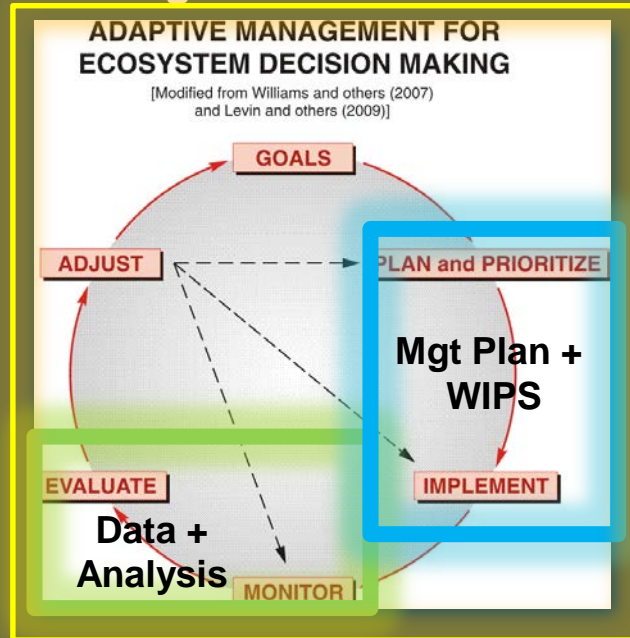 ADAPTIVE MANAGEMENT FOR
ECOSYSTEM DECISION MAKING
[Modified from Williams and others (2007)
and Levin and others (2009)]
GOALS
ADJUST
PLAN and PRIORITIZE
Mgt Plan +
WIPS
EVALUATE
IMPLEMENT
Data +
Analysis
MONITOR